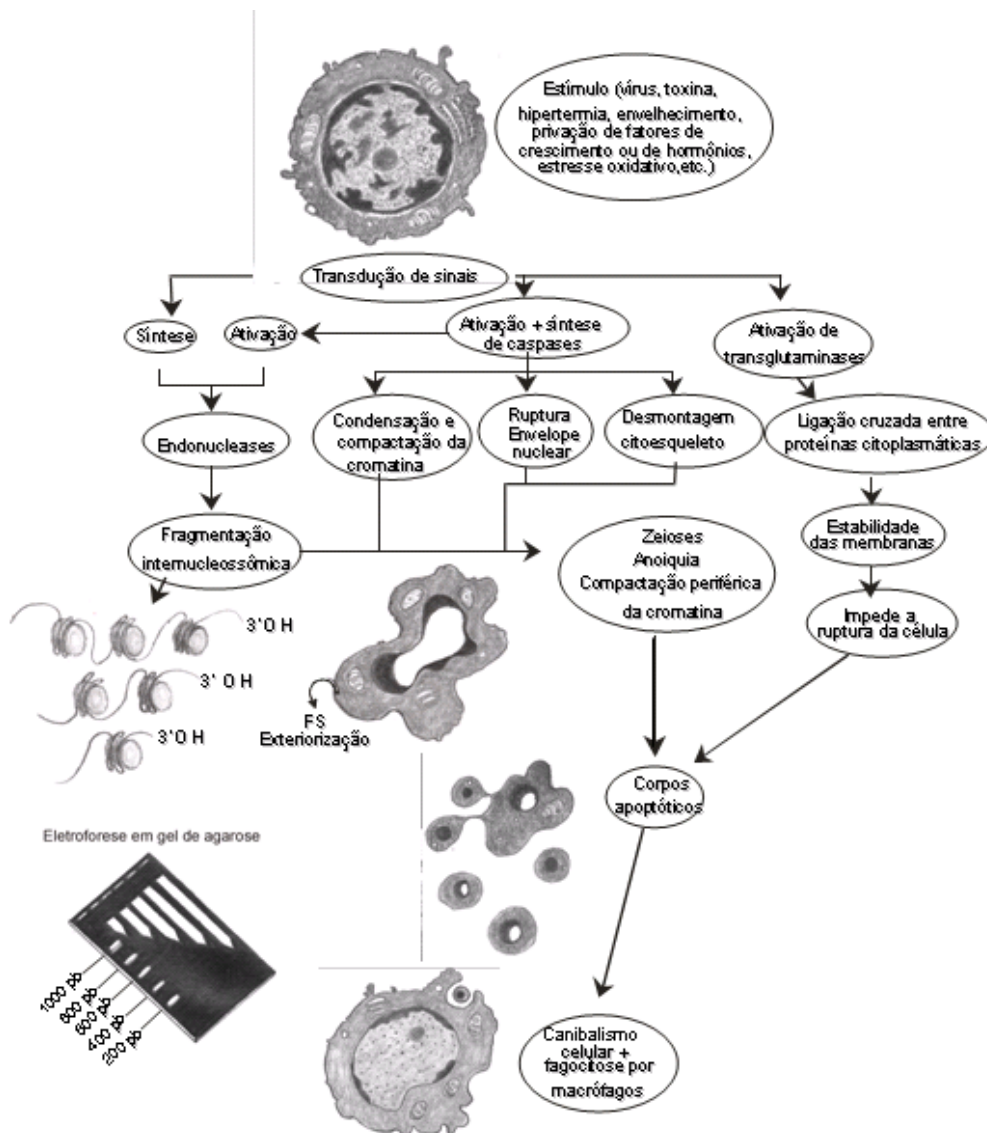 Estímulo (vírus, toxina,
hipertermia, envelhecimento,
privação de fatores de
crescimento ou de hormônios,
estresse oxidativo,etc.)
Transdução de sinais
Síntese
Ativação
Ativação + síntese
de caspases
Ativação de
transglutaminases
Endonucleases
Condensação e
compactação da
cromatina
Ruptura
Envelope
nuclear
Desmontagem
citoesqueleto
Ligação cruzada entre
proteínas citoplasmáticas
Fragmentação
internucleossômica
Zeioses
Anoiquia
Compactação periférica
da cromatina
Estabilidade
das membranas
Impede a
ruptura da célula
3'OH
3' OH
3'OH
FS
Exteriorização
Corpos
apoptóticos
Eletroforese em gel de agarose
1000 pb
800 pb
600 pb
400 pb
200 pb
Canibalismo
celular +
fagocitose por
macrófagos